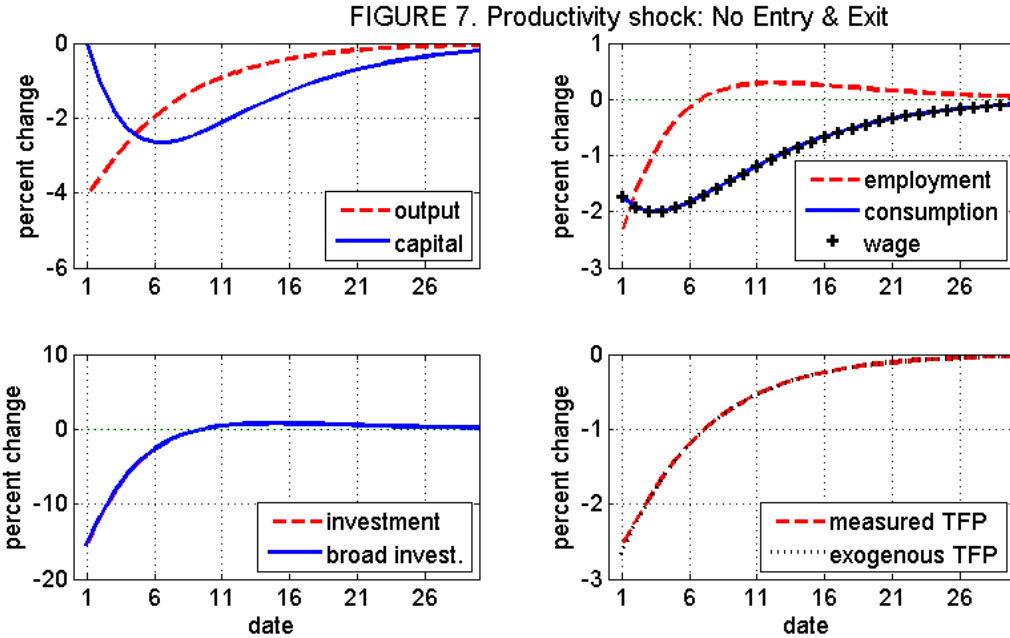 FIGURE 7. Productivity shock: No Entry & Exit
percent change
0
-2
-4
-6
1 6 11 16 21 26
output
capital
percent change
1
0
-1
-2
-3
1 6 11 16 21 26
employment
consumption
wage
percent change
10
0
-10
-20
1 6 11 16 21 26
date
investment
broad invest.
percent change
0
-1
-2
-3
1 6 11 16 21 26
date
measured TFP
exogenous TFP